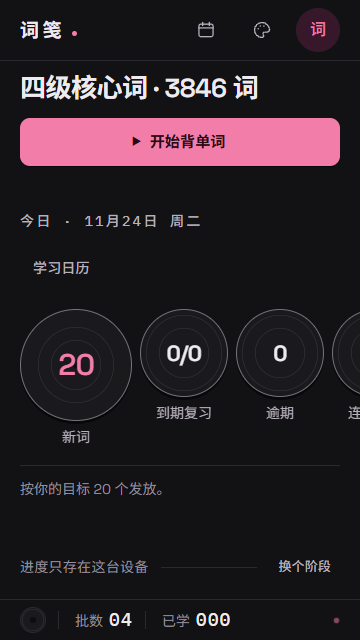 词笺
词
四级核心词 · 3846 词
开始背单词
今日 · 11月24日 周二
学习日历
20
0/0
0
新词
到期复习
逾期
连
按你的目标 20 个发放。
进度只存在这台设备
换个阶段
批数 04
已学 000